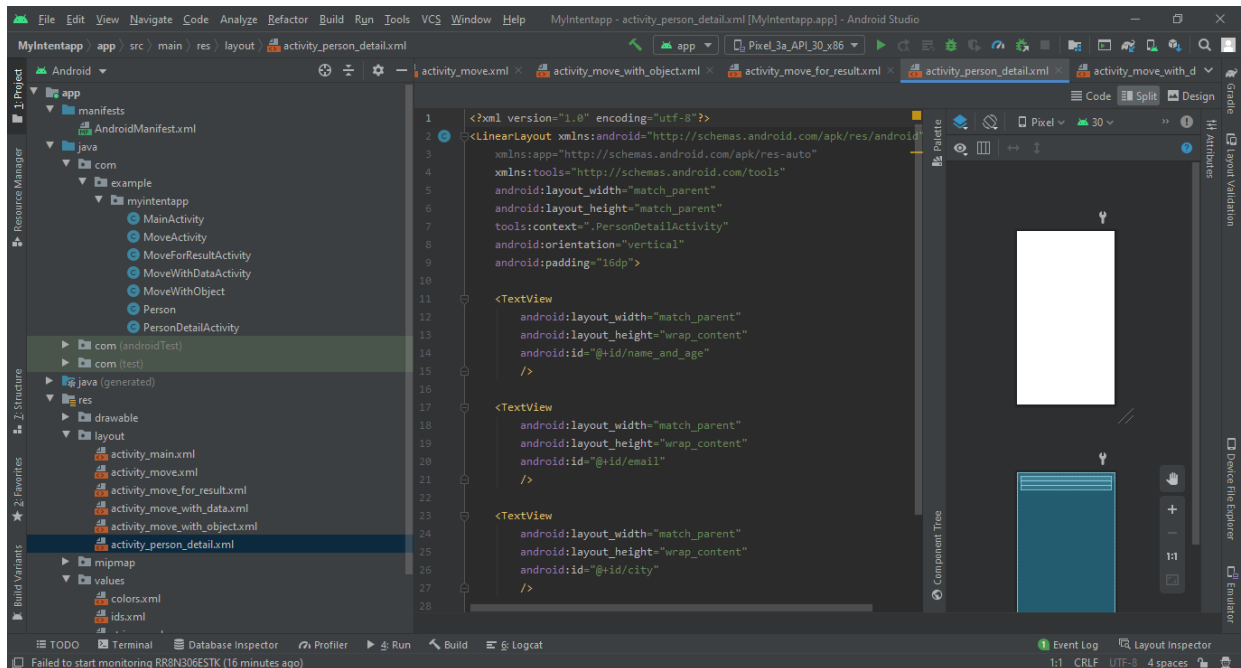 File Edit View Navigate Code Analyze Refactor Build Run Tools VCS Window Help MyIntentapp - activity_person_detail.xml [MyIntentapp.app] - Android Studio
MyIntentapp app src main res layout activity_person_detail.xml
app Pixel_3a_API_30_x86
Android
activity_move.xml activity_move_with_object.xml activity_move_for_result.xml activity_person_detail.xml activity_move_with_d
Code Split Design
1: Project
Resource Manager
7: Structure
2: Favorites
Build Variants
app
manifests
AndroidManifest.xml
java
com
example
myintentapp
MainActivity
MoveActivity
MoveForResultActivity
MoveWithDataActivity
MoveWithObject
Person
PersonDetailActivity
com (androidTest)
com (test)
java (generated)
res
drawable
layout
activity_main.xml
activity_move.xml
activity_move_for_result.xml
activity_move_with_data.xml
activity_move_with_object.xml
activity_person_detail.xml
mipmap
values
colors.xml
ids.xml
1 <?xml version="1.0" encoding="utf-8"?>
2 <LinearLayout xmlns:android="http://schemas.android.com/apk/res/android"
3 xmlns:app="http://schemas.android.com/apk/res-auto"
4 xmlns:tools="http://schemas.android.com/tools"
5 android:layout_width="match_parent"
6 android:layout_height="match_parent"
7 tools:context=".PersonDetailActivity"
8 android:orientation="vertical"
9 android:padding="16dp">
10
11 <TextView
12 android:layout_width="match_parent"
13 android:layout_height="wrap_content"
14 android:id="@+id/name_and_age"
15 />
16
17 <TextView
18 android:layout_width="match_parent"
19 android:layout_height="wrap_content"
20 android:id="@+id/email"
21 />
22
23 <TextView
24 android:layout_width="match_parent"
25 android:layout_height="wrap_content"
26 android:id="@+id/city"
27 />
28
Palette
Component Tree
Pixel 30
1:1
Attributes
Gradle
Layout Validation
Device File Explorer
Emulator
TODO Terminal Database Inspector Profiler 4: Run Build 6: Logcat
1 Event Log Layout Inspector
Failed to start monitoring RR8N306ESTK (16 minutes ago)
1:1 CRLF UTF-8 4 spaces